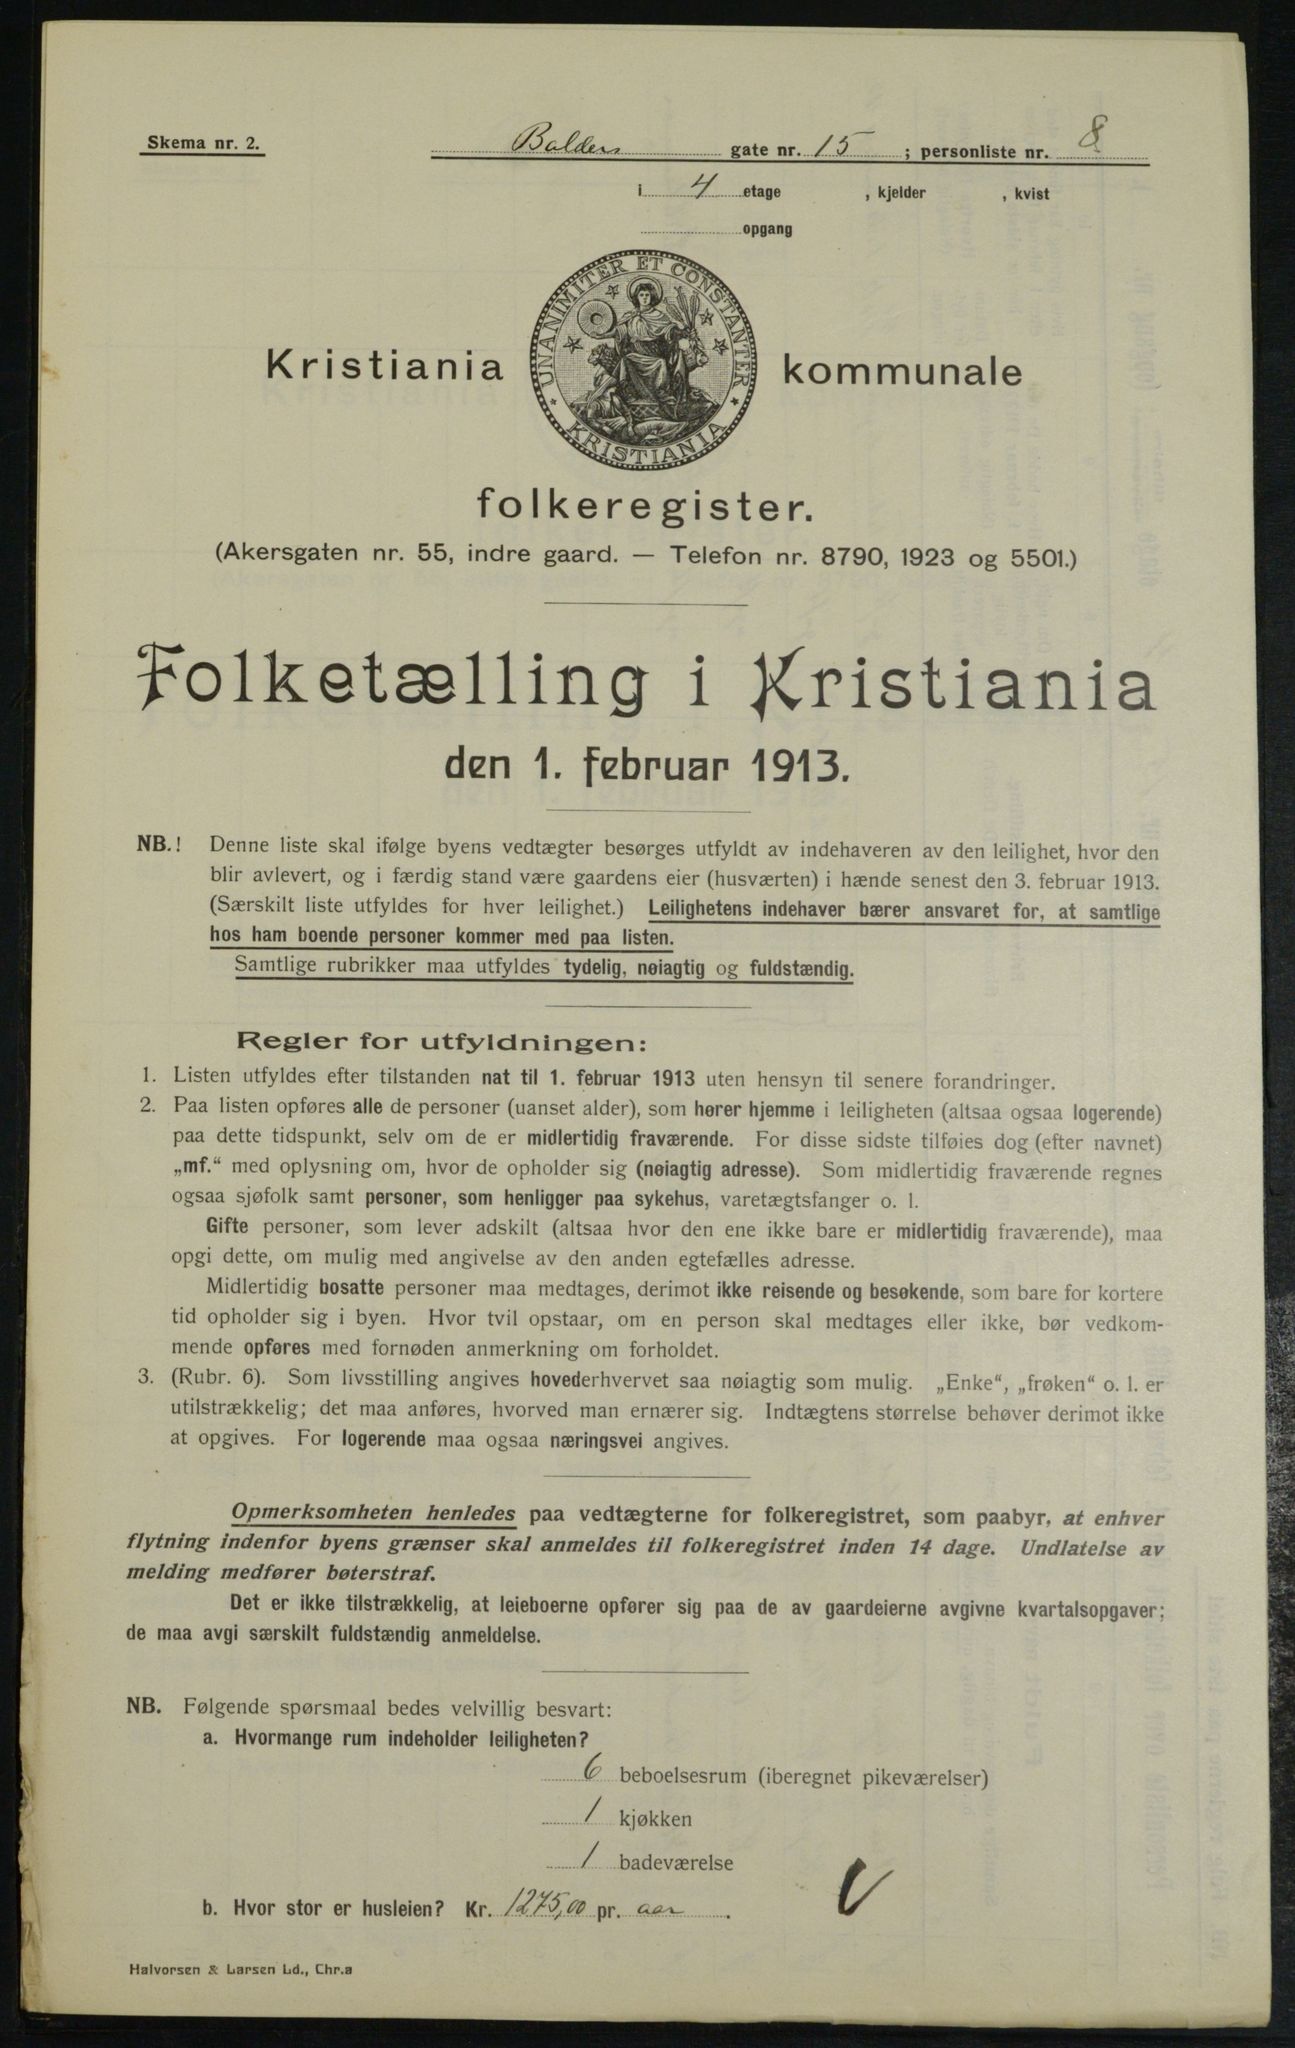 Skema nr. 2.
Balders gate nr. 15 ; personliste nr. 8
i 4 etage , kjelder , kvist
opgang
UNANIMITER ET CONSTANTER
KRISTIANIA
Kristiania kommunale
folkeregister.
(Akersgaten nr. 55, indre gaard. — Telefon nr. 8790, 1923 og 5501.)
Folketælling i Kristiania
den 1. februar 1913.
NB.! Denne liste skal ifølge byens vedtægter besørges utfyldt av indehaveren av den leilighet, hvor den
blir avlevert, og i færdig stand være gaardens eier (husværten) i hænde senest den 3. februar 1913.
(Særskilt liste utfyldes for hver leilighet.) Leilighetens indehaver bærer ansvaret for, at samtlige
hos ham boende personer kommer med paa listen.
Samtlige rubrikker maa utfyldes tydelig, nøiagtig og fuldstændig.
Regler for utfyldningen:
1. Listen utfyldes efter tilstanden nat til 1. februar 1913 uten hensyn til senere forandringer.
2. Paa listen opføres alle de personer (uanset alder), som hører hjemme i leiligheten (altsaa ogsaa logerende)
paa dette tidspunkt, selv om de er midlertidig fraværende. For disse sidste tilføies dog (efter navnet)
„mf.“ med oplysning om, hvor de opholder sig (nøiagtig adresse). Som midlertidig fraværende regnes
ogsaa sjøfolk samt personer, som henligger paa sykehus, varetægtsfanger o. l.
Gifte personer, som lever adskilt (altsaa hvor den ene ikke bare er midlertidig fraværende), maa
opgi dette, om mulig med angivelse av den anden egtefælles adresse.
Midlertidig bosatte personer maa medtages, derimot ikke reisende og besøkende, som bare for kortere
tid opholder sig i byen. Hvor tvil opstaar, om en person skal medtages eller ikke, bør vedkom-
mende opføres med fornøden anmerkning om forholdet.
3. (Rubr. 6). Som livsstilling angives hovederhvervet saa nøiagtig som mulig. „Enke“, „frøken“ o. l. er
utilstrækkelig; det maa anføres, hvorved man ernærer sig. Indtægtens størrelse behøver derimot ikke
at opgives. For logerende maa ogsaa næringsvei angives.
Opmerksomheten henledes paa vedtægterne for folkeregistret, som paabyr, at enhver
flytning indenfor byens grænser skal anmeldes til folkeregistret inden 14 dage. Undlatelse av
melding medfører bøterstraf.
Det er ikke tilstrækkelig, at leieboerne opfører sig paa de av gaardeierne avgivne kvartalsopgaver;
de maa avgi særskilt fuldstændig anmeldelse.
NB. Følgende spørsmaal bedes velvillig besvart:
a. Hvormange rum indeholder leiligheten?
6 beboelsesrum (iberegnet pikeværelser)
1 kjøkken
1 badeværelse
b. Hvor stor er husleien? Kr. 1275,00 pr. aar .
Halvorsen & Larsen Ld., Chr.a